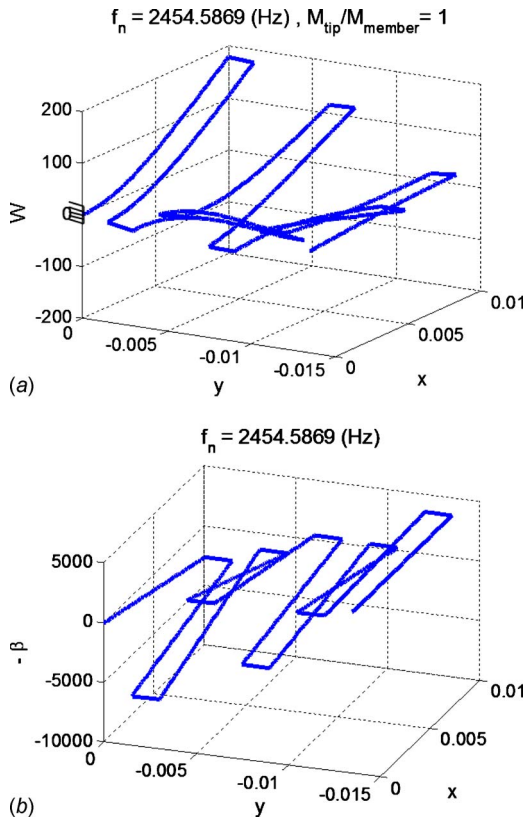 f_n = 2454.5869 (Hz) , M_tip/M_member = 1
200
100
0
-100
-200
W
0
-0.005
-0.01
-0.015
y
0
0.005
0.01
x
(a)
f_n = 2454.5869 (Hz)
5000
0
-5000
-10000
- β
0
-0.005
-0.01
-0.015
y
0
0.005
0.01
x
(b)